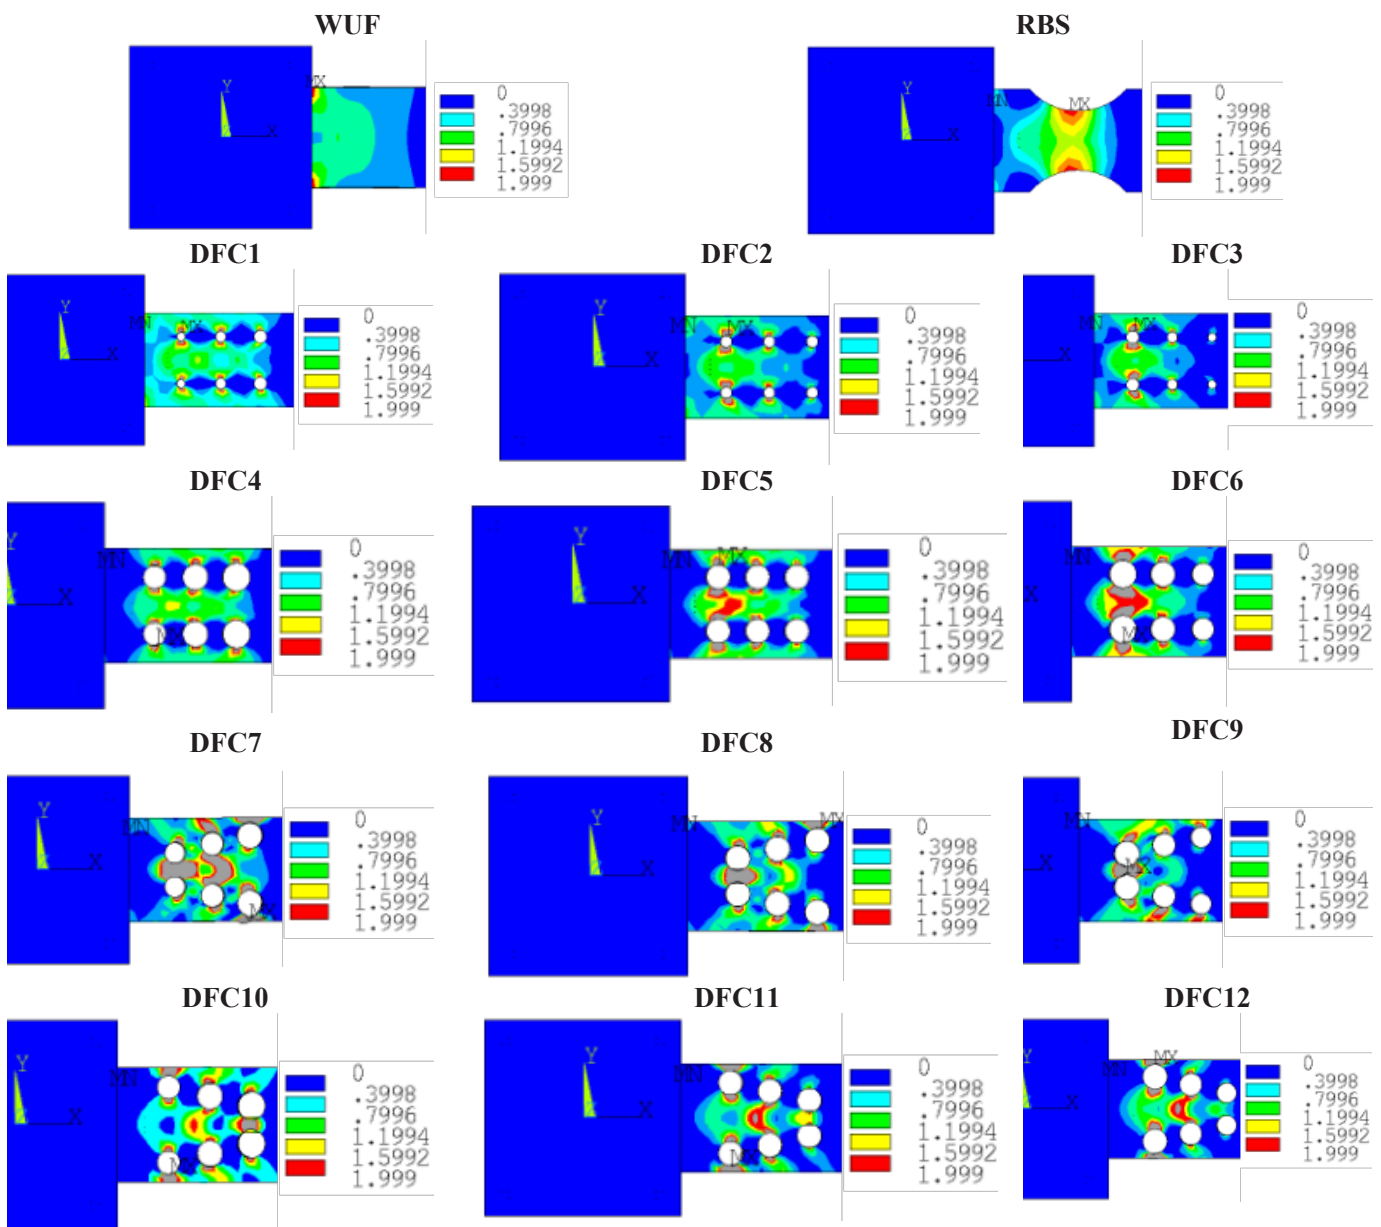 WUF
RBS
MX
Y
X
0
.3998
.7996
1.1994
1.5992
1.999
MN
MX
Y
X
0
.3998
.7996
1.1994
1.5992
1.999
DFC1
DFC2
DFC3
Y
X
MN
MX
0
.3998
.7996
1.1994
1.5992
1.999
Y
X
MN
MX
0
.3998
.7996
1.1994
1.5992
1.999
X
MN
MX
0
.3998
.7996
1.1994
1.5992
1.999
DFC4
DFC5
DFC6
Y
X
MN
MX
0
.3998
.7996
1.1994
1.5992
1.999
Y
X
MN
MX
0
.3998
.7996
1.1994
1.5992
1.999
X
MN
MX
0
.3998
.7996
1.1994
1.5992
1.999
DFC7
DFC8
DFC9
Y
X
MN
MX
0
.3998
.7996
1.1994
1.5992
1.999
Y
X
MN
MX
0
.3998
.7996
1.1994
1.5992
1.999
X
MN
MX
0
.3998
.7996
1.1994
1.5992
1.999
DFC10
DFC11
DFC12
Y
X
MN
MX
0
.3998
.7996
1.1994
1.5992
1.999
Y
X
MN
MX
0
.3998
.7996
1.1994
1.5992
1.999
Y
X
MN
MX
0
.3998
.7996
1.1994
1.5992
1.999